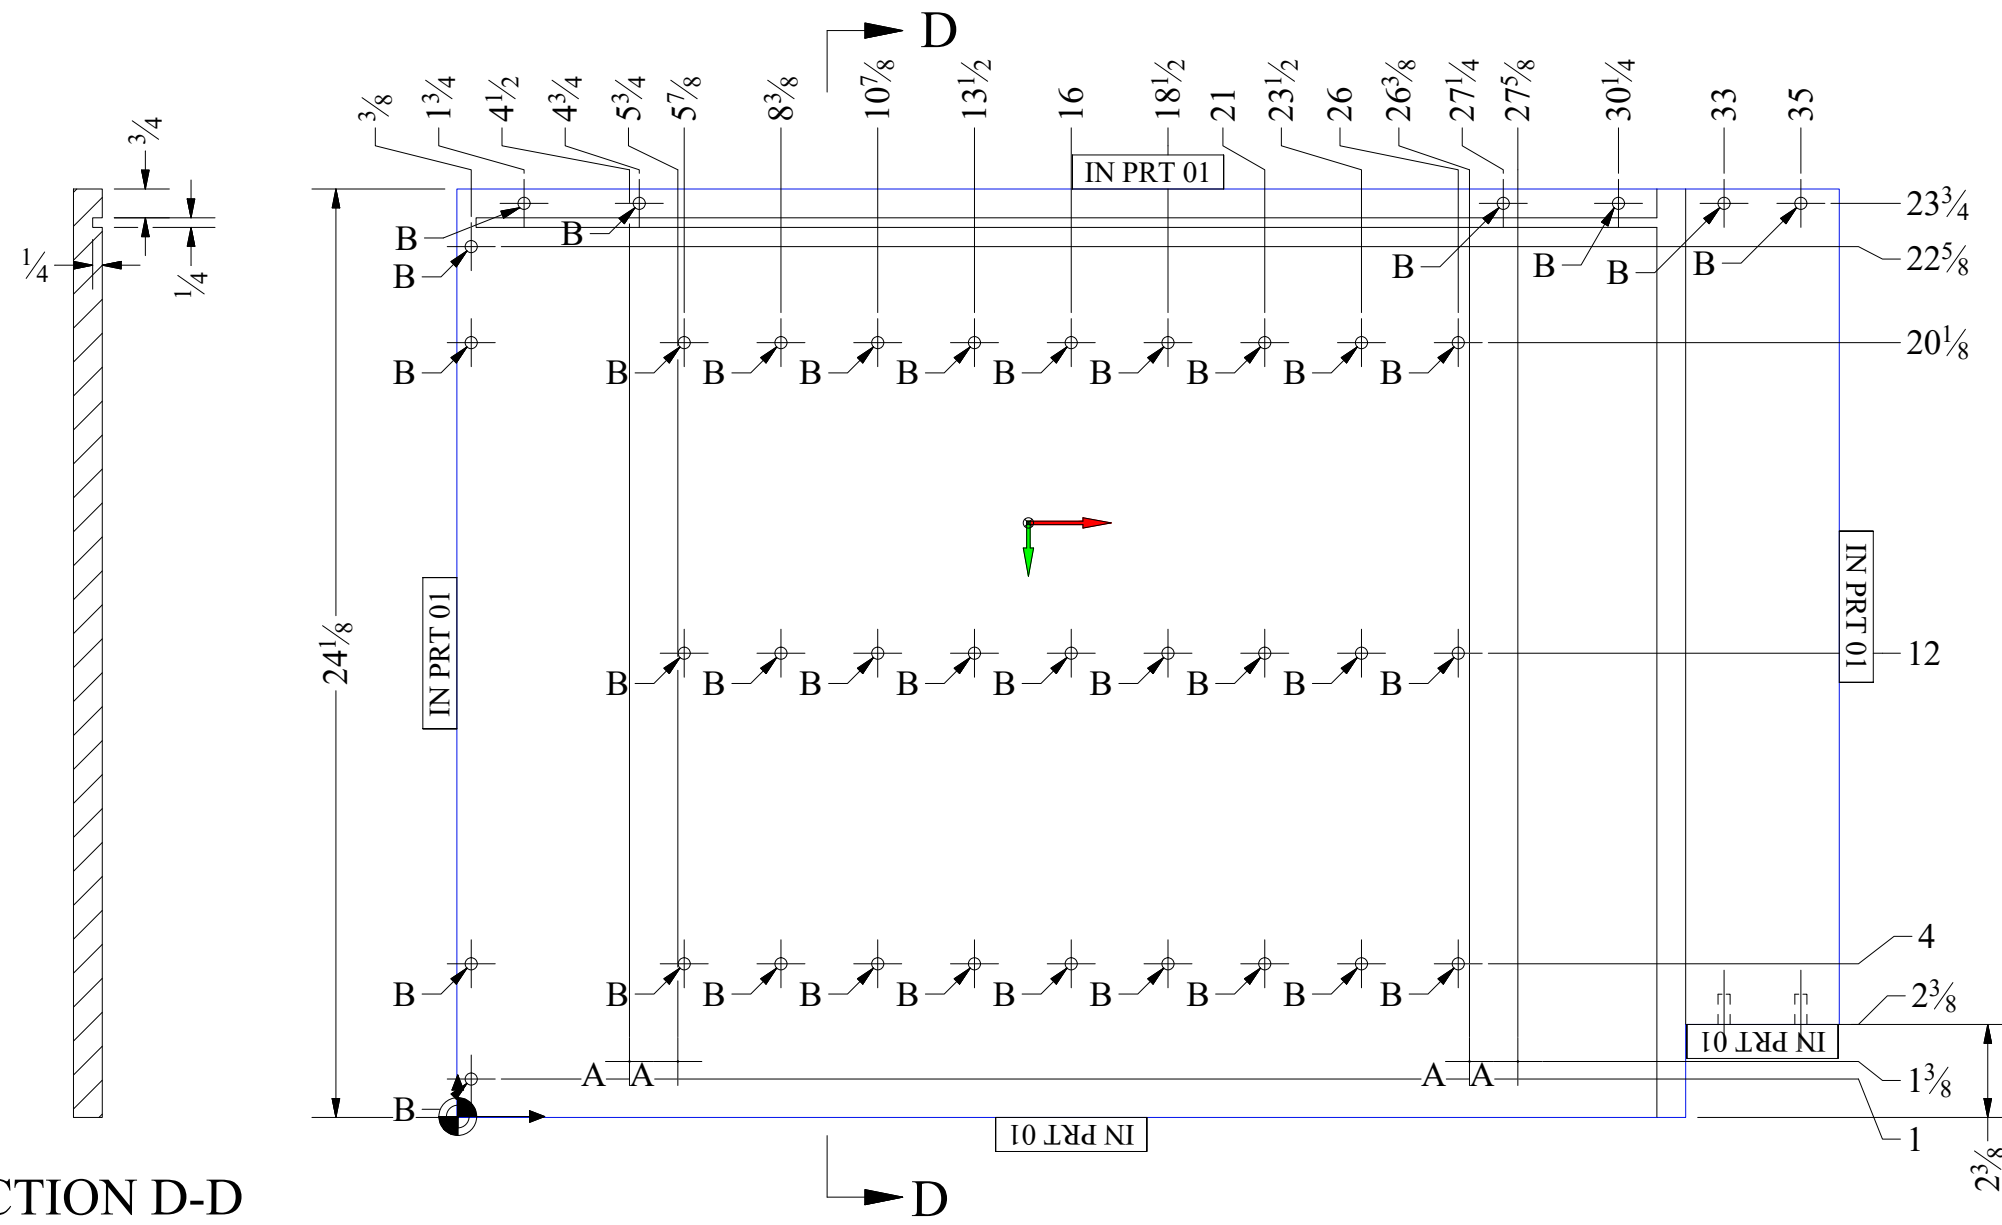 D
3⁄8
1 3⁄4
4 1⁄2
4 3⁄4
5 3⁄4
5 7⁄8
8 3⁄8
10 7⁄8
13 1⁄2
16
18 1⁄2
21
23 1⁄2
26
26 3⁄8
27 1⁄4
27 5⁄8
30 1⁄4
33
35
3⁄4
IN PRT 01
23 3⁄4
B B
22 5⁄8
1⁄4 1⁄4
B B B B B
20 1⁄8
B B B B B B B B B B
24 1⁄8
IN PRT 01
IN PRT 01
12
B B B B B B B B B
4
B B B B B B B B B B
2 3⁄8
IN PRT 01
A A A A
1 3⁄8
B
IN PRT 01
1
2 3⁄8
CTION D-D
D